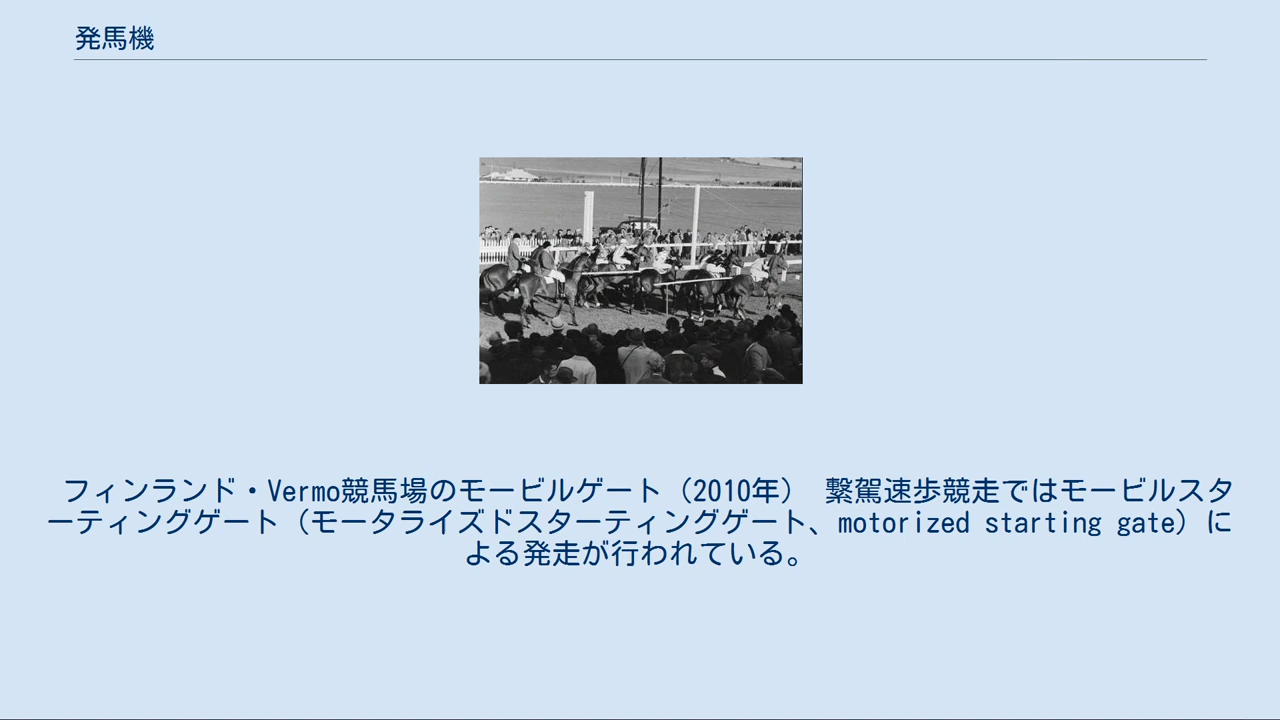 発馬機
フィンランド・Vermo競馬場のモービルゲート（2010年） 繋駕速歩競走ではモービルスタ
ーティングゲート（モータライズドスターティングゲート、motorized starting gate）に
よる発走が行われている。